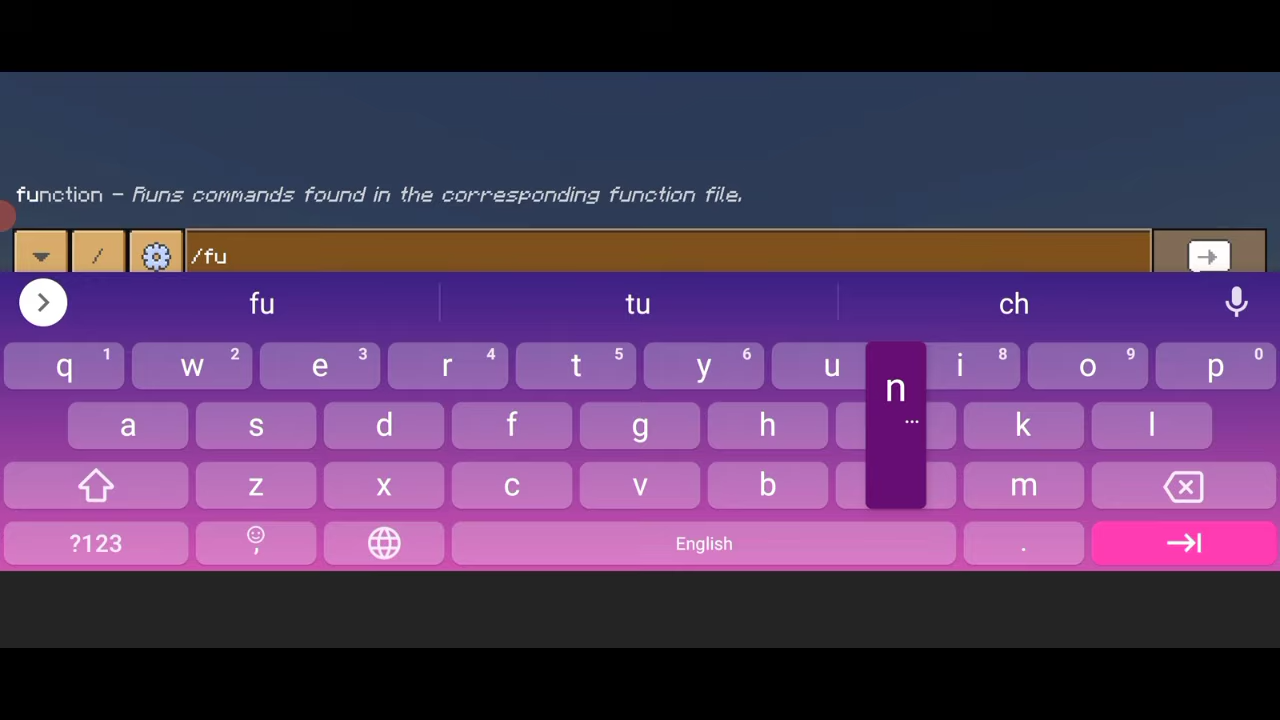 function – Runs commands found in the corresponding function file.
/ /fu
fu tu ch
q 1 w 2 e 3 r 4 t 5 y 6 u i 8 o 9 p 0
n ...
a s d f g h k l
z x c v b m
?123 , English .